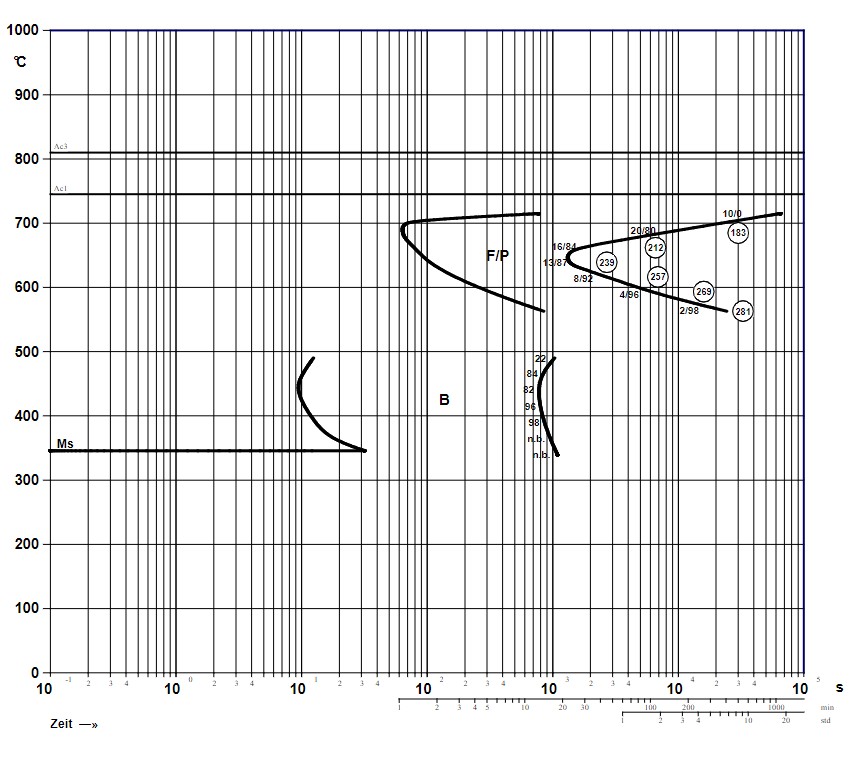 1000
°C
900
Ac3
800
Ac1
700
10/0
183
20/80
16/84
212
F/P
13/87
239
8/92
257
600
4/96
269
2/98
281
500
22
84
82
B
96
400
98
n.b.
Ms
n.b.
300
200
100
0
10 -1 2 3 4 10 0 2 3 4 10 1 2 3 4 10 2 2 3 4 10 3 2 3 4 10 4 2 3 4 10 5 s
1 2 3 4 5 10 20 30 100 200 1000 min
1 2 3 4 10 20 std
Zeit —»